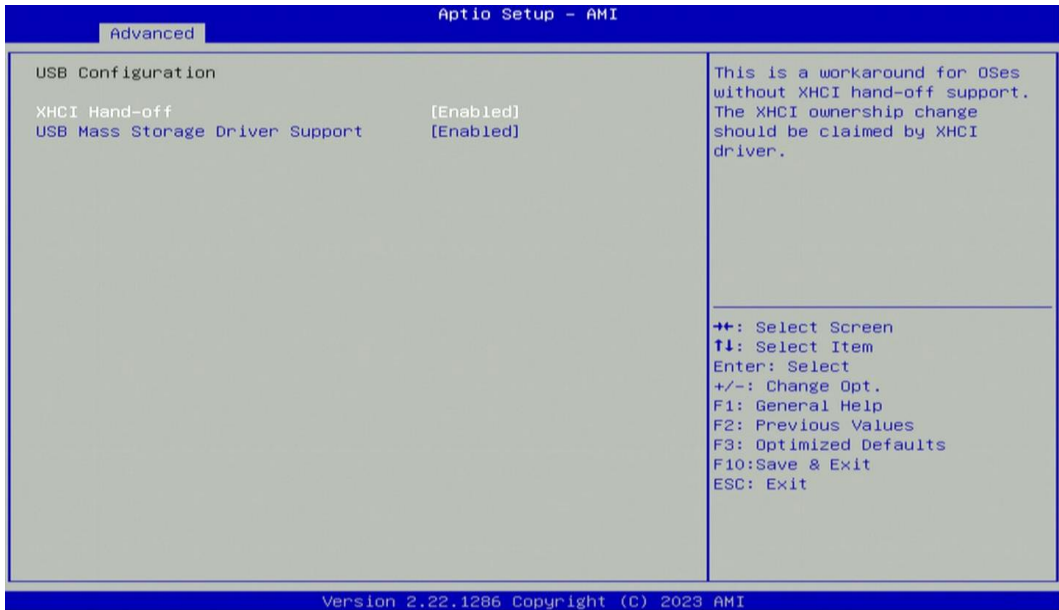 Aptio Setup – AMI
Advanced
USB Configuration
XHCI Hand-off [Enabled]
USB Mass Storage Driver Support [Enabled]
This is a workaround for OSes
without XHCI hand-off support.
The XHCI ownership change
should be claimed by XHCI
driver.
→←: Select Screen
↑↓: Select Item
Enter: Select
+/-: Change Opt.
F1: General Help
F2: Previous Values
F3: Optimized Defaults
F10:Save & Exit
ESC: Exit
Version 2.22.1286 Copyright (C) 2023 AMI